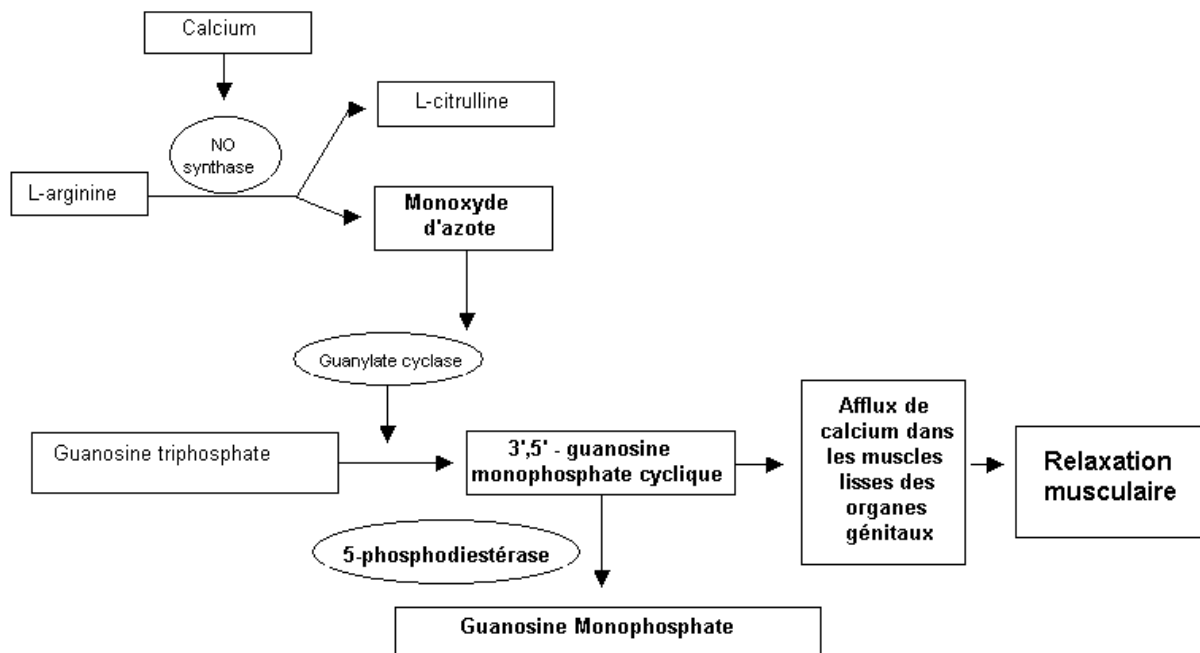 Calcium
L-citrulline
NO
synthase
L-arginine
Monoxyde
d'azote
Guanylate cyclase
Guanosine triphosphate
3',5' - guanosine
monophosphate cyclique
Afflux de
calcium dans
les muscles
lisses des
organes
génitaux
Relaxation
musculaire
5-phosphodiestérase
Guanosine Monophosphate